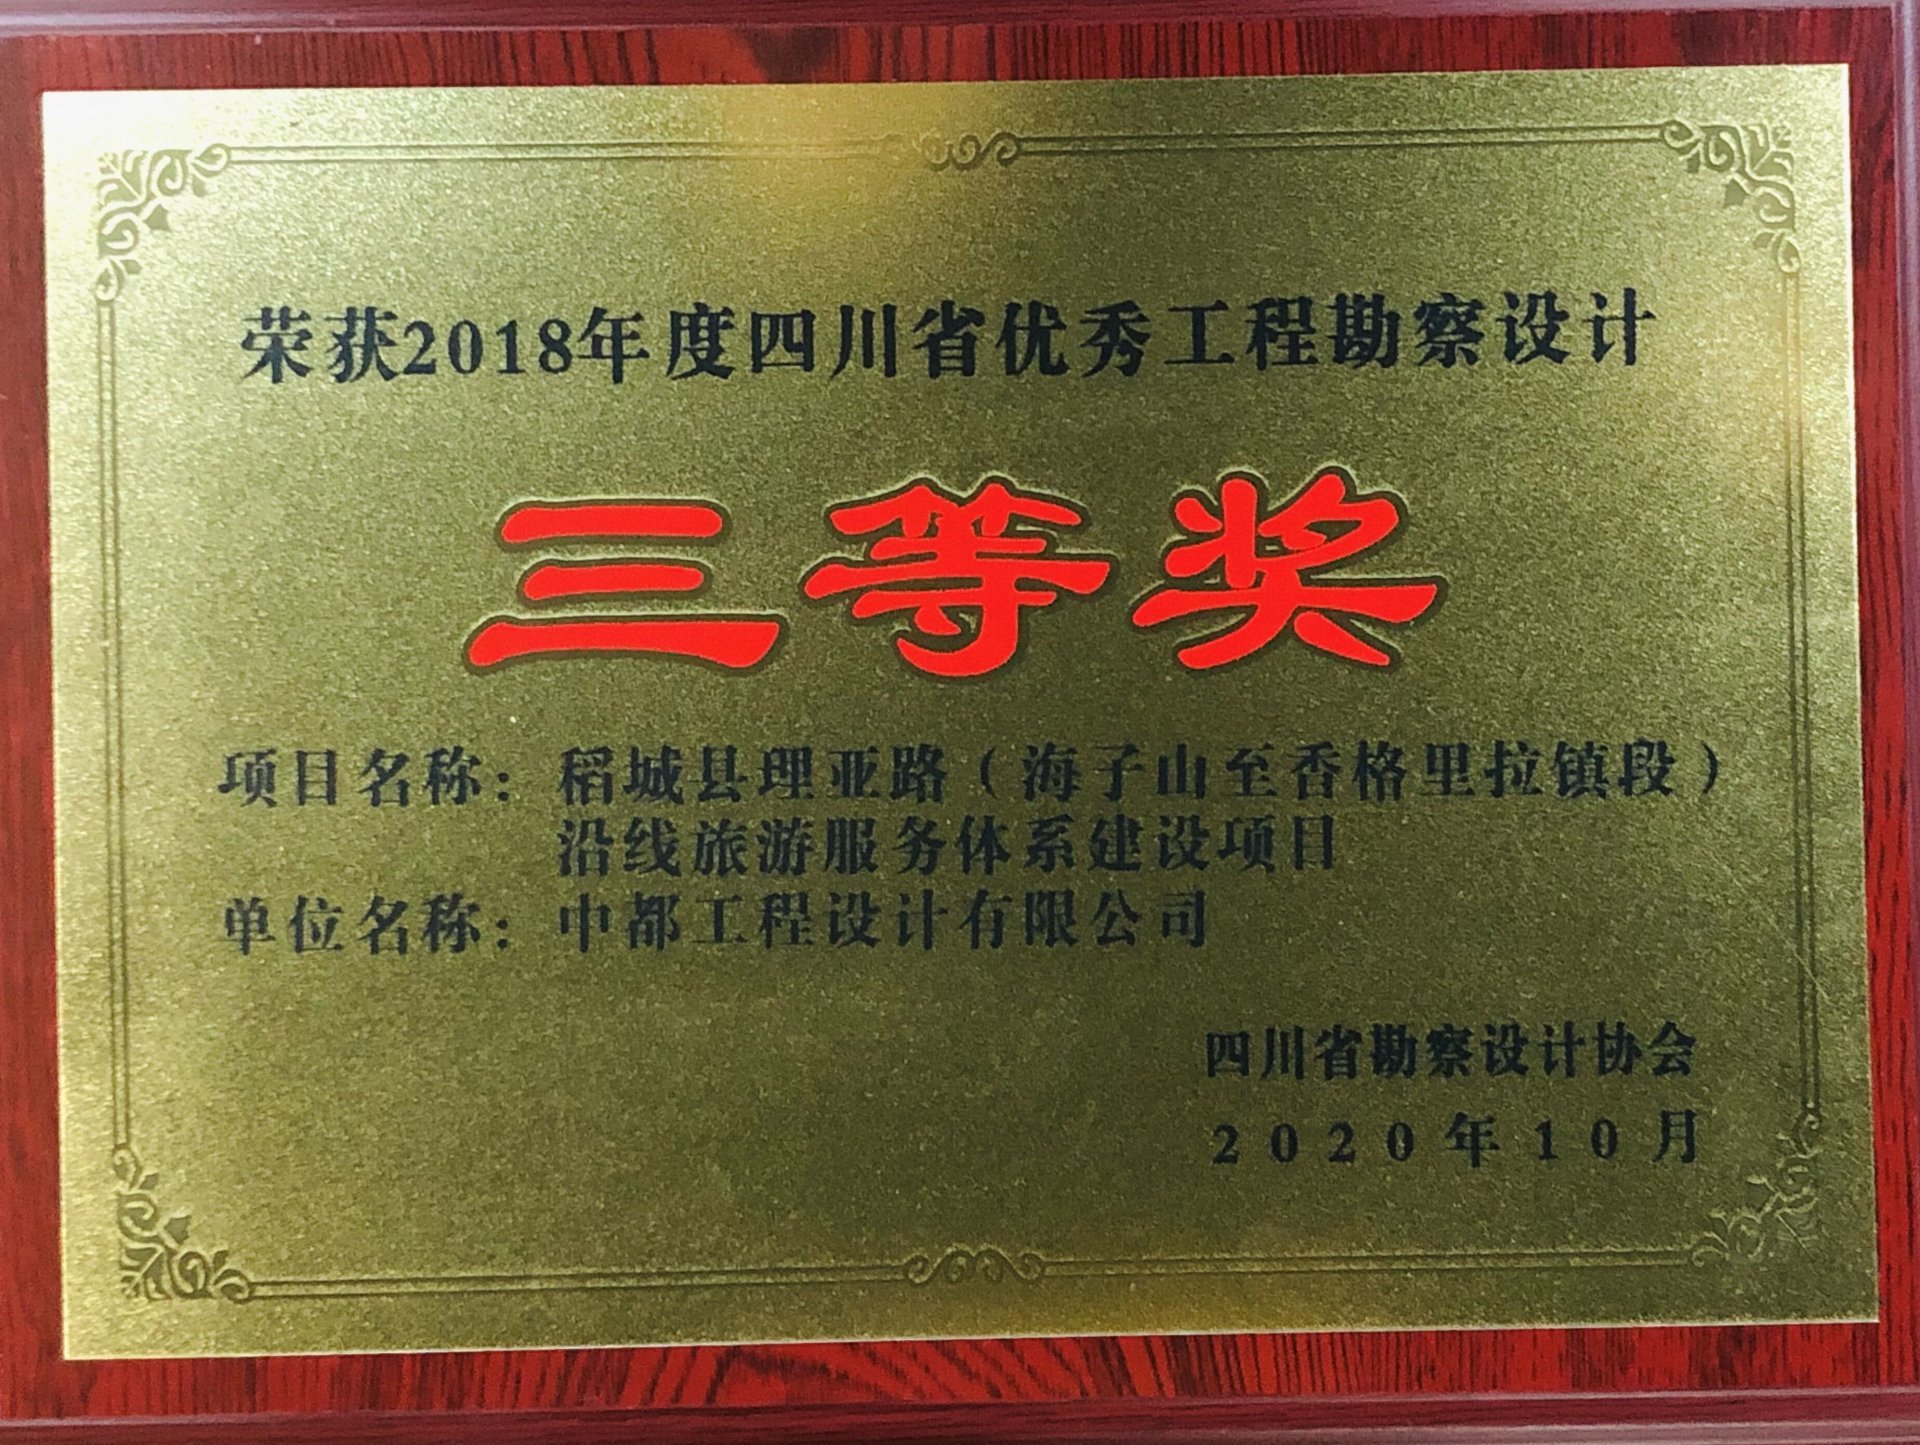 荣获2018年度四川省优秀工程勘察设计
三等奖
项目名称：稻城县理亚路（海子山至香格里拉镇段）
沿线旅游服务体系建设项目
单位名称：中都工程设计有限公司
四川省勘察设计协会
2020年10月